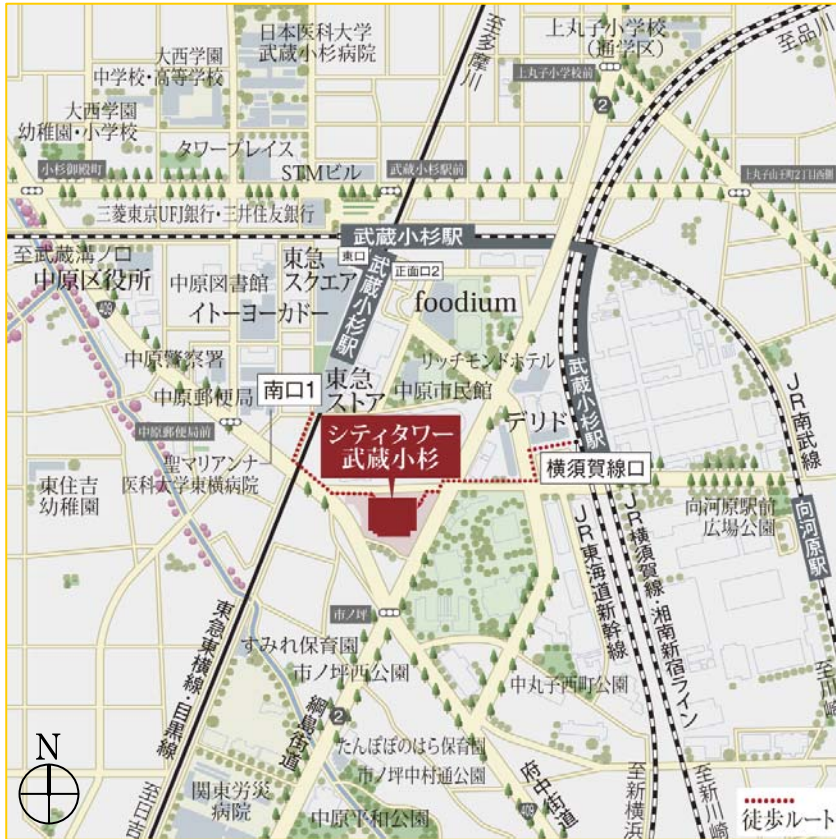 日本医科大学
武蔵小杉病院
至多摩川
上丸子小学校
（通学区）
至品川
大西学園
中学校・高等学校
上丸子小学校前
2
大西学園
幼稚園・小学校
タワープレイス
STMビル
小杉御殿町
武蔵小杉駅前
上丸子山王町2丁目西側
三菱東京UFJ銀行・三井住友銀行
武蔵小杉駅
至武蔵溝ノ口
中原区役所
中原図書館
東急
スクエア
東口
武蔵小杉駅
正面口2
foodium
イトーヨーカドー
409
中原警察署
リッチモンドホテル
中原市民館
中原郵便局
南口1
東急
ストア
デリド
武蔵小杉駅
JR南武線
中原郵便局前
シティタワー
武蔵小杉
聖マリアンナ
医科大学東横病院
横須賀線口
東住吉
幼稚園
向河原駅前
広場公園
向河原駅
JR東海道新幹線
JR横須賀線・湘南新宿ライン
市ノ坪
東急東横線・目黒線
すみれ保育園
市ノ坪西公園
中丸子西町公園
綱島街道
2
たんぽぽのはら保育園
市ノ坪中村通公園
府中街道
409
N
関東労災
病院
中原平和公園
至日吉
至新横浜
至新川崎
至川崎
徒歩ルート